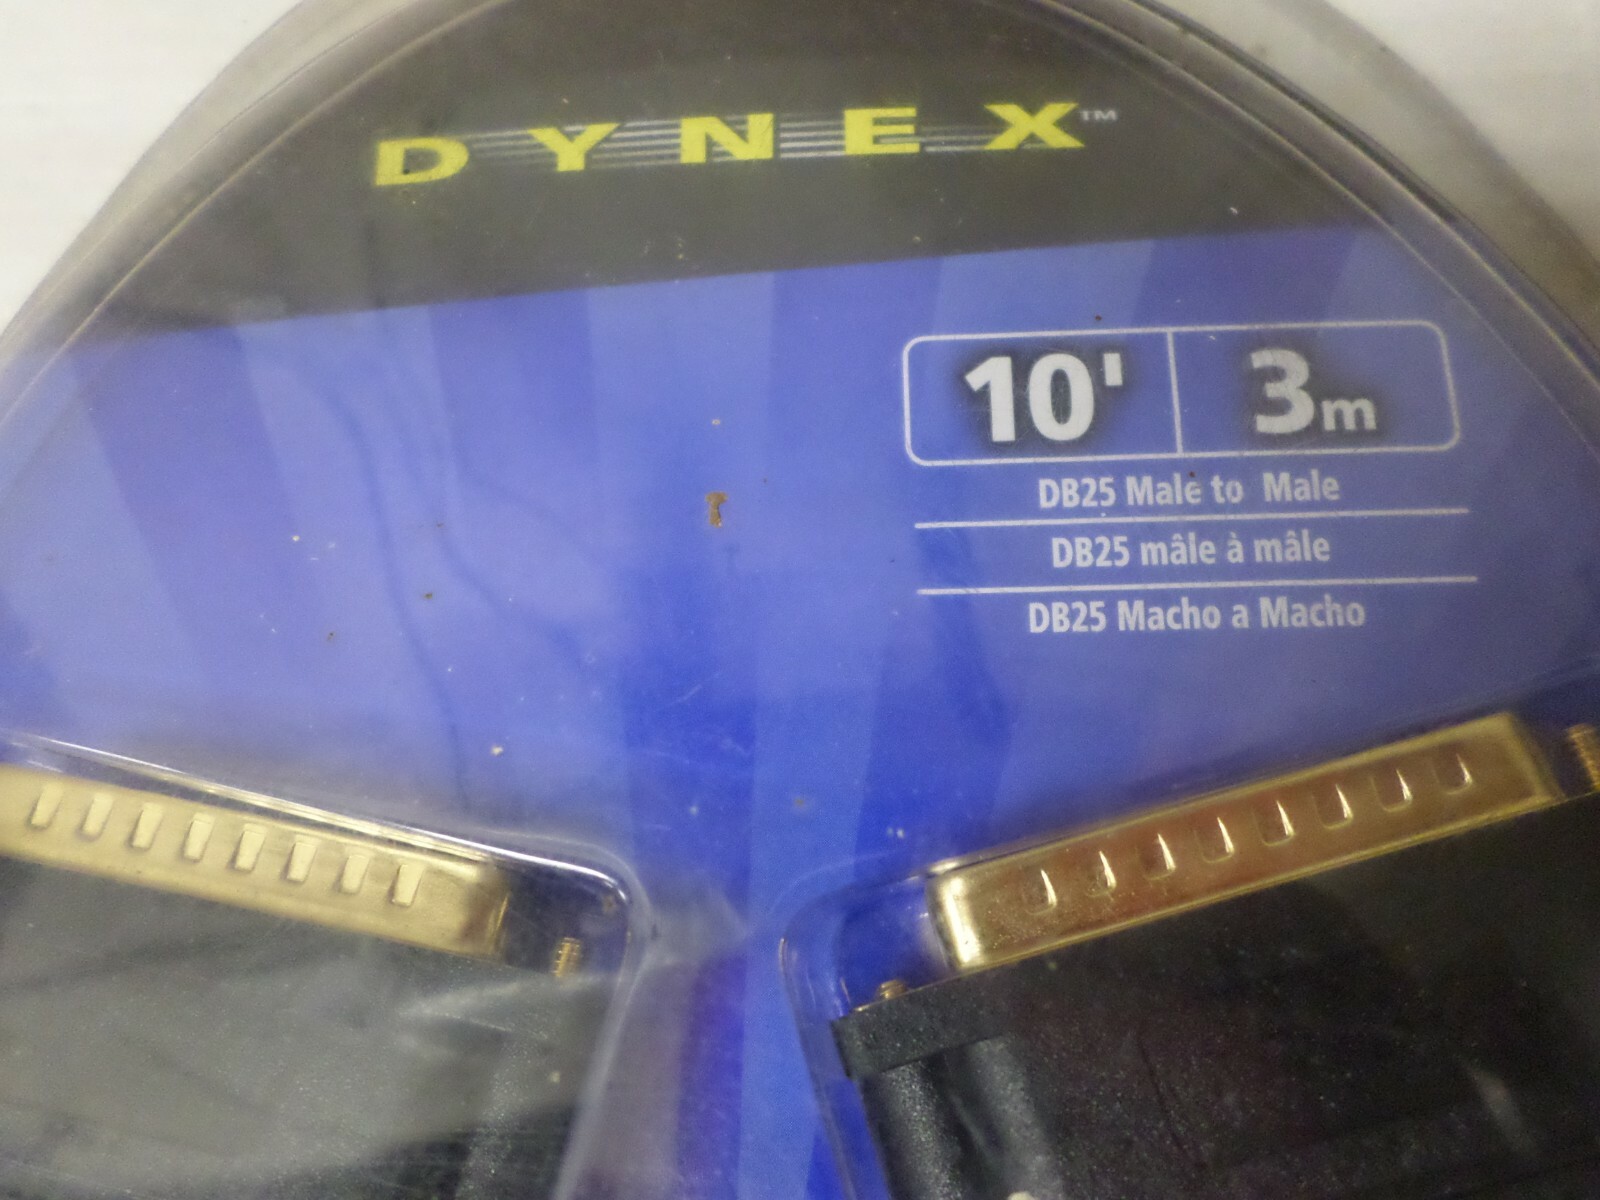 DYNEX™
10' 3m
DB25 Male to Male
DB25 mâle à mâle
DB25 Macho a Macho